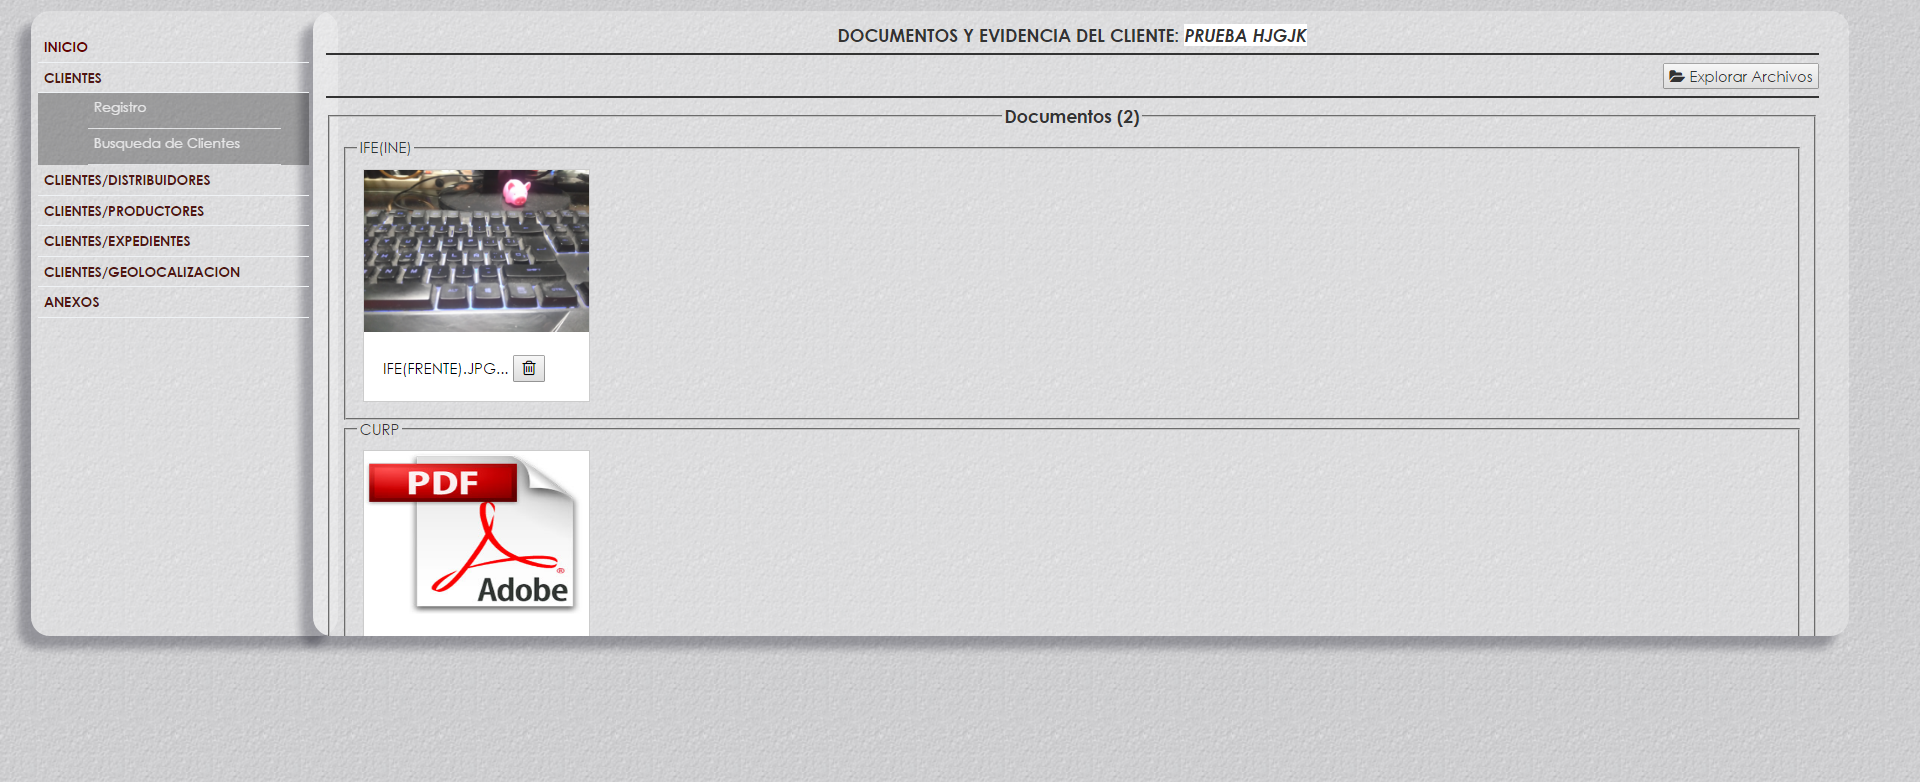 INICIO
CLIENTES
Registro
Busqueda de Clientes
CLIENTES/DISTRIBUIDORES
CLIENTES/PRODUCTORES
CLIENTES/EXPEDIENTES
CLIENTES/GEOLOCALIZACION
ANEXOS
DOCUMENTOS Y EVIDENCIA DEL CLIENTE: PRUEBA HJGJK
Explorar Archivos
Documentos (2)
IFE(INE)
IFE(FRENTE).JPG...
CURP
PDF
Adobe